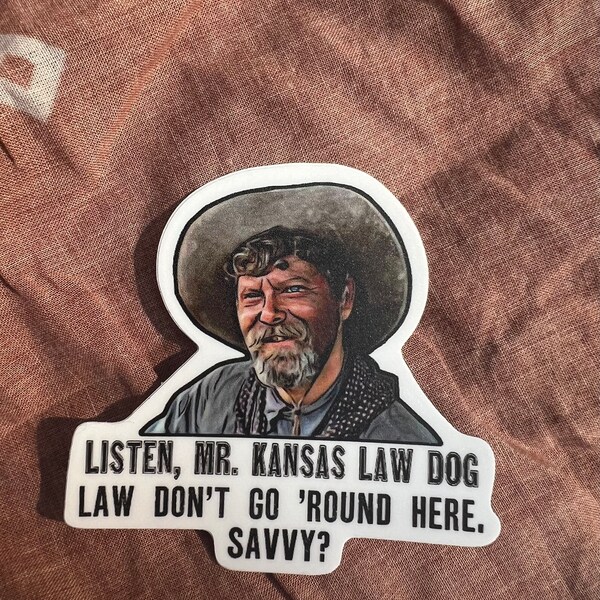 LISTEN, MR. KANSAS LAW DOG
LAW DON'T GO 'ROUND HERE.
SAVVY?